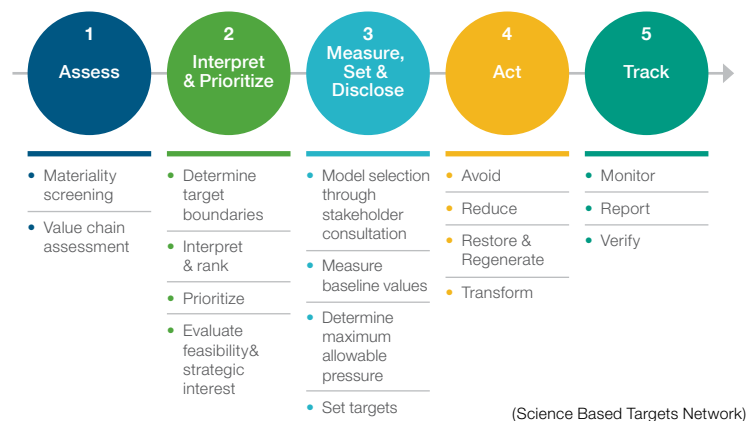 1
Assess
2
Interpret
& Prioritize
3
Measure,
Set &
Disclose
4
Act
5
Track
• Materiality
screening
• Value chain
assessment
• Determine
target
boundaries
• Interpret
& rank
• Prioritize
• Evaluate
feasibility&
strategic
interest
• Model selection
through
stakeholder
consultation
• Measure
baseline values
• Determine
maximum
allowable
pressure
• Set targets
• Avoid
• Reduce
• Restore &
Regenerate
• Transform
• Monitor
• Report
• Verify
(Science Based Targets Network)